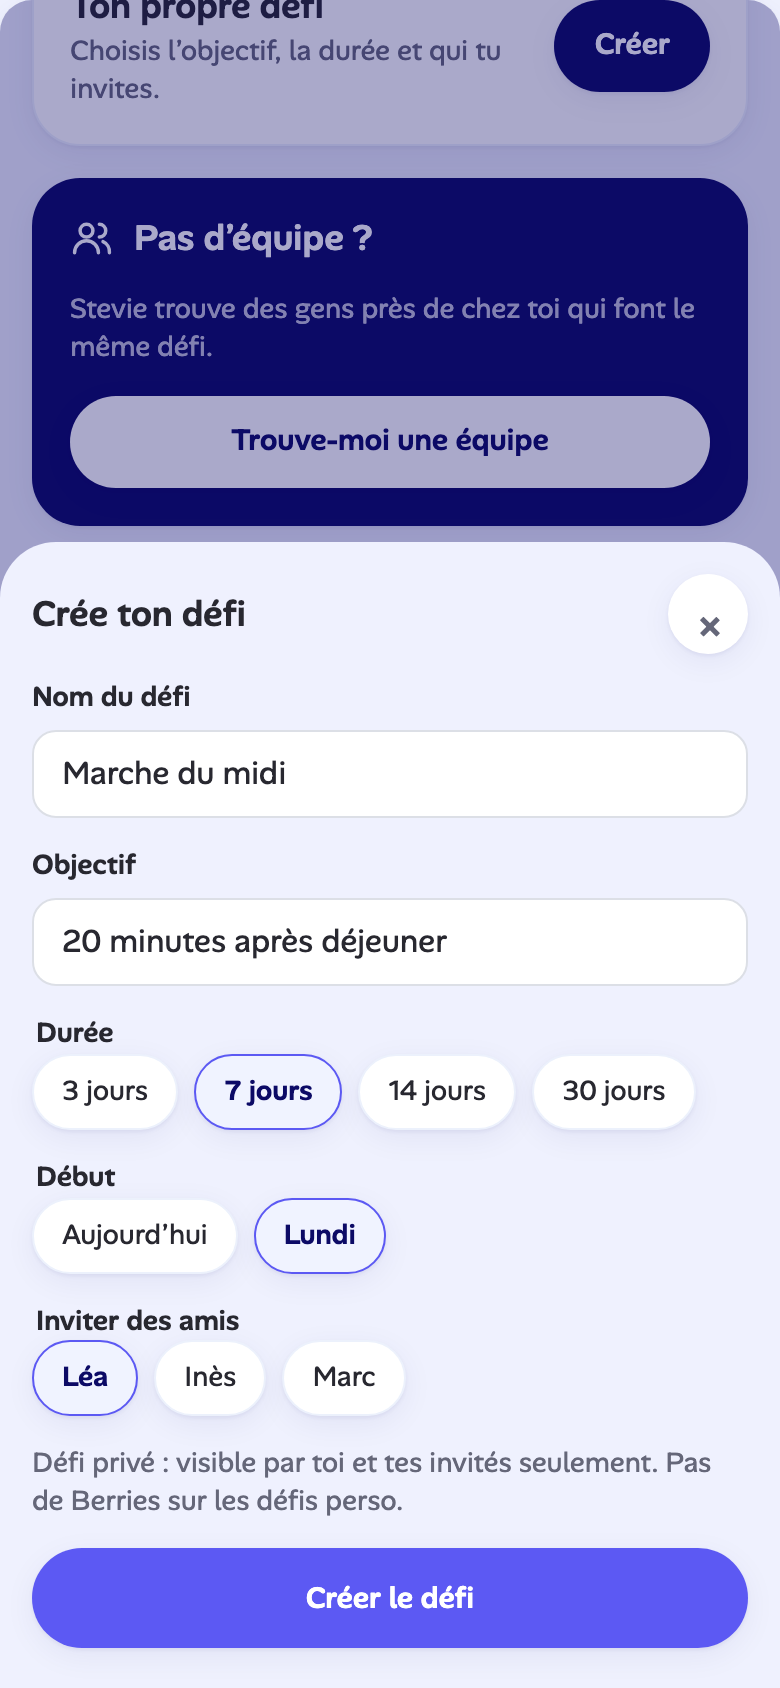 Ton propre défi
Choisis l’objectif, la durée et qui tu
invites.
Créer
Pas d’équipe ?
Stevie trouve des gens près de chez toi qui font le
même défi.
Trouve-moi une équipe
Crée ton défi
×
Nom du défi
Marche du midi
Objectif
20 minutes après déjeuner
Durée
3 jours
7 jours
14 jours
30 jours
Début
Aujourd’hui
Lundi
Inviter des amis
Léa
Inès
Marc
Défi privé : visible par toi et tes invités seulement. Pas
de Berries sur les défis perso.
Créer le défi